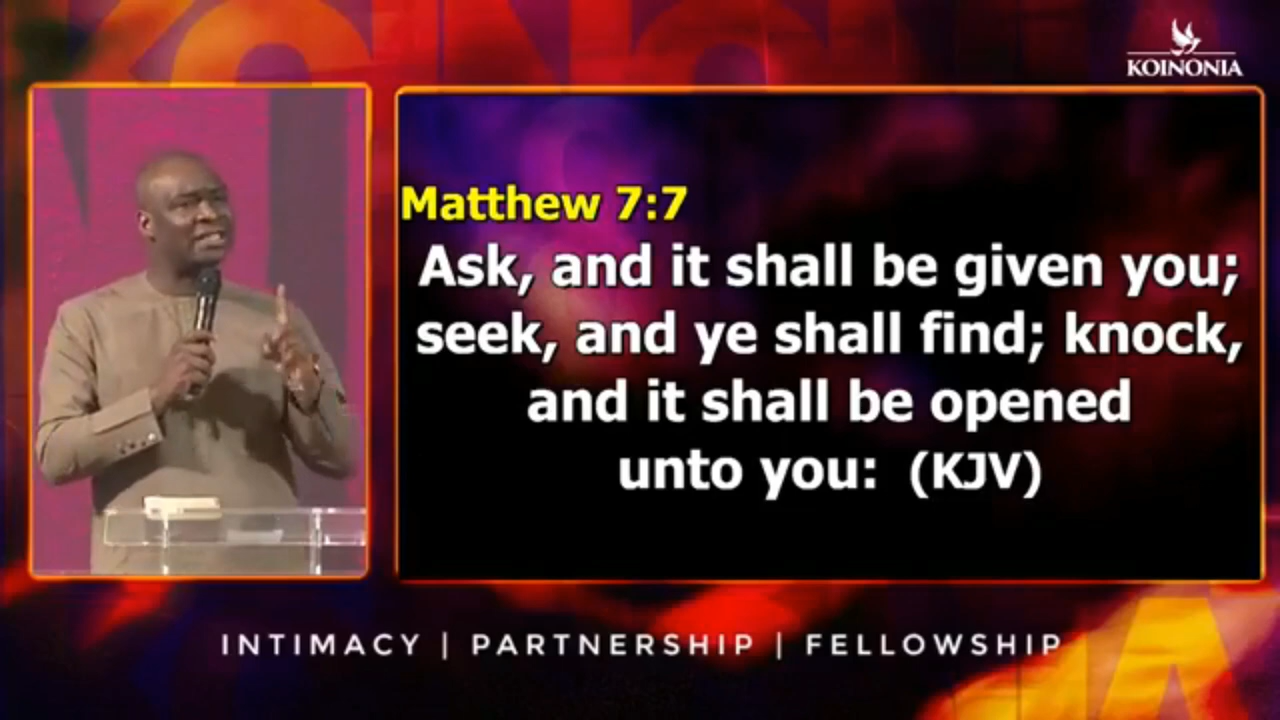 KOINONIA
Matthew 7:7
Ask, and it shall be given you;
seek, and ye shall find; knock,
and it shall be opened
unto you: (KJV)
INTIMACY | PARTNERSHIP | FELLOWSHIP